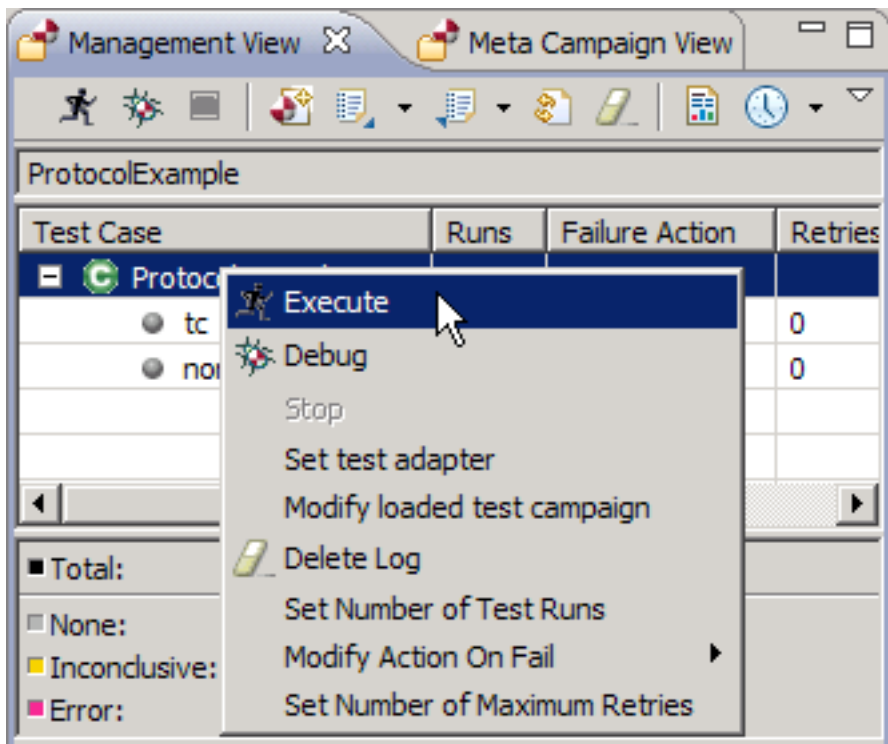 Management View Meta Campaign View
ProtocolExample
Test Case Runs Failure Action Retries
C
Execute
tc 0
Debug
0
Stop
Set test adapter
Modify loaded test campaign
Total:
Delete Log
None:
Set Number of Test Runs
Inconclusive:
Modify Action On Fail
Error:
Set Number of Maximum Retries